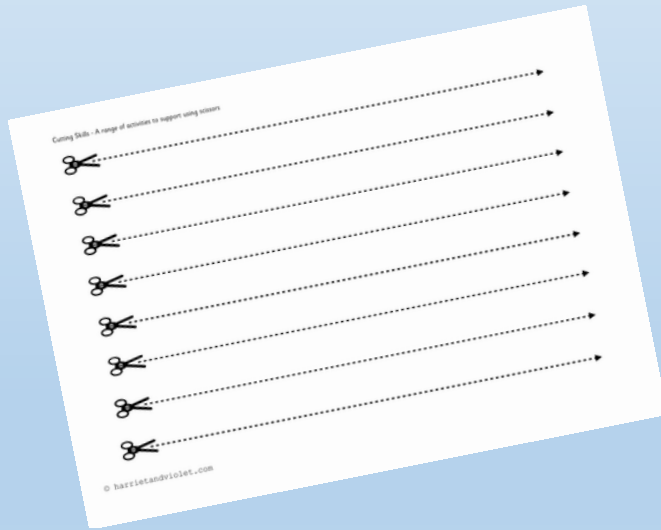 Cutting Skills - A range of activities to support using scissors
© harrietandviolet.com